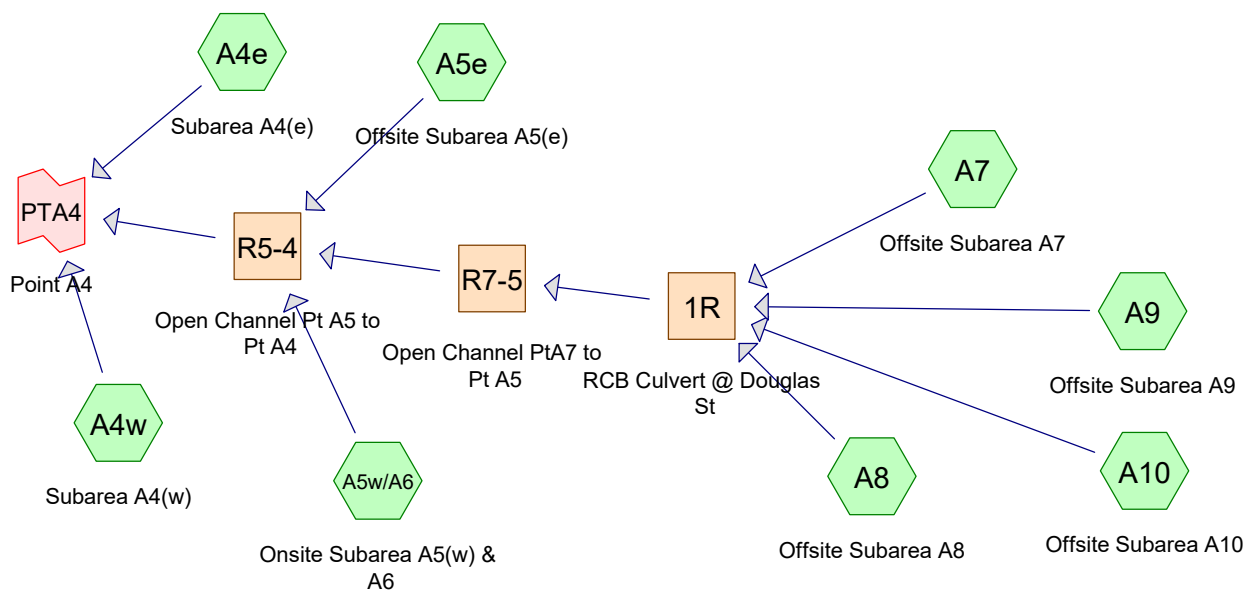 A4e
Subarea A4(e)
A5e
Offsite Subarea A5(e)
A7
Offsite Subarea A7
PTA4
Point A4
R5-4
Open Channel Pt A5 to
Pt A4
R7-5
Open Channel PtA7 to
Pt A5
1R
RCB Culvert @ Douglas
St
A9
Offsite Subarea A9
A4w
Subarea A4(w)
A5w/A6
Onsite Subarea A5(w) &
A6
A8
Offsite Subarea A8
A10
Offsite Subarea A10